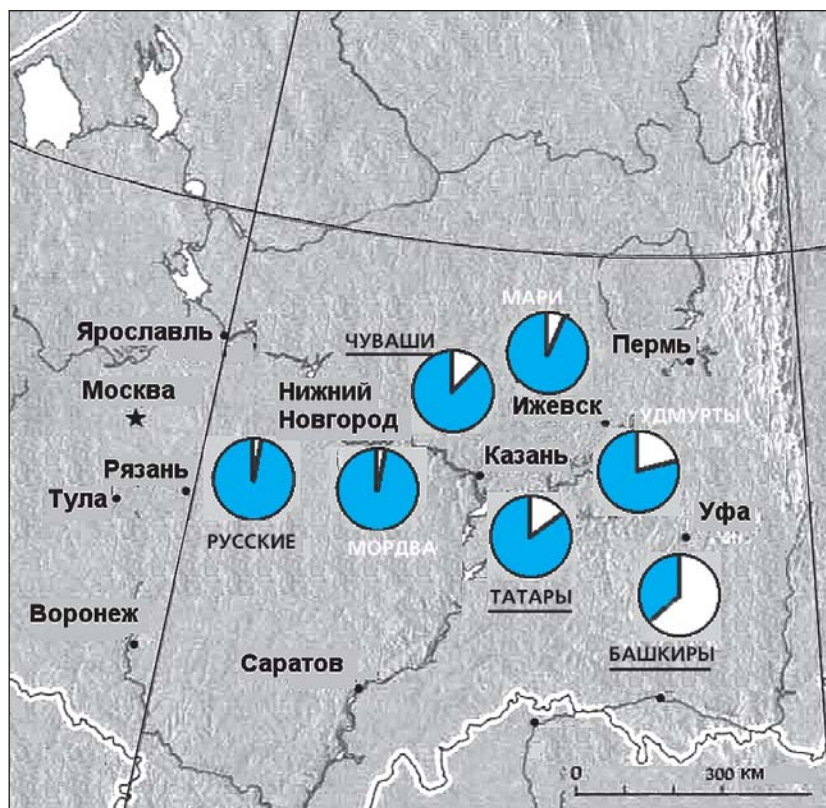 МАРИ
Ярославль
ЧУВАШИ
Пермь
Москва
Нижний
Новгород
Ижевск
УДМУРТЫ
Рязань
Казань
Тула
Уфа
РУССКИЕ
МОРДВА
ТАТАРЫ
Воронеж
БАШКИРЫ
Саратов
0 300 КМ